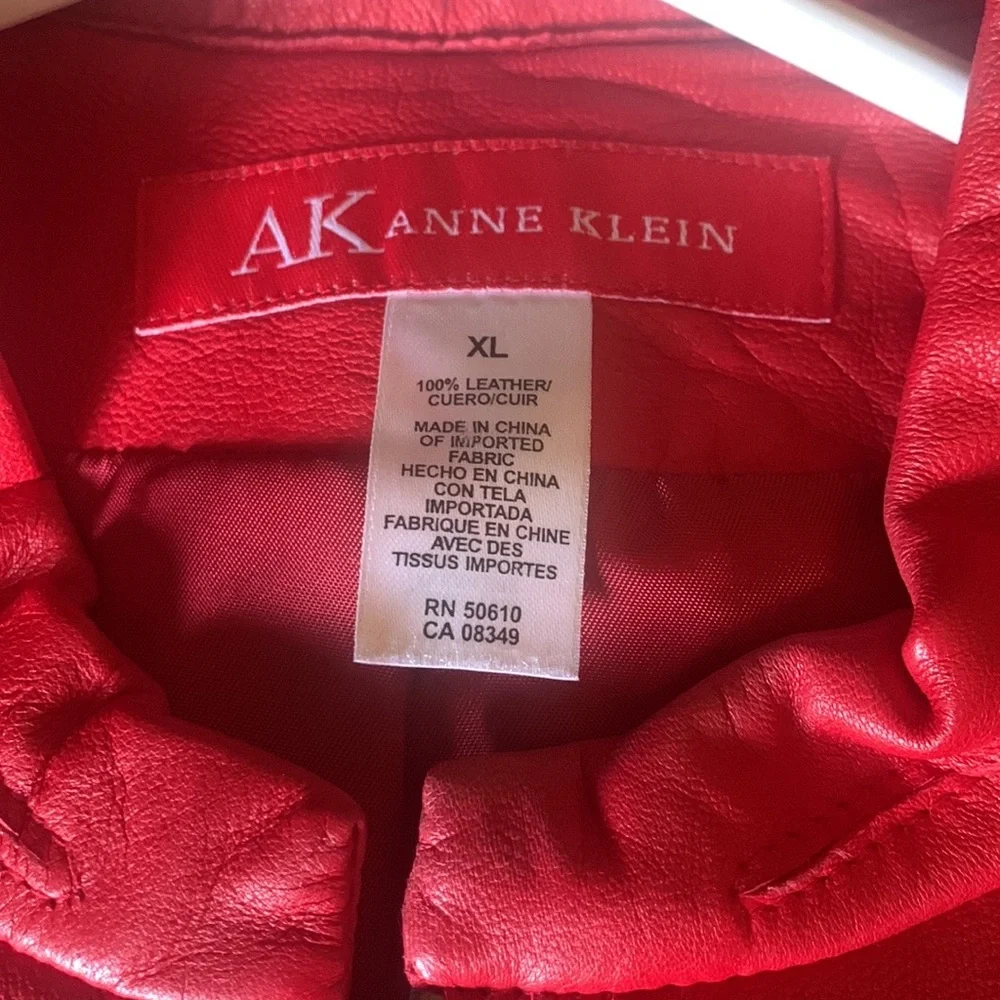 AK ANNE KLEIN
XL
100% LEATHER/
CUERO/CUIR
MADE IN CHINA
OF IMPORTED
FABRIC
HECHO EN CHINA
CON TELA
IMPORTADA
FABRIQUE EN CHINE
AVEC DES
TISSUS IMPORTES
RN 50610
CA 08349